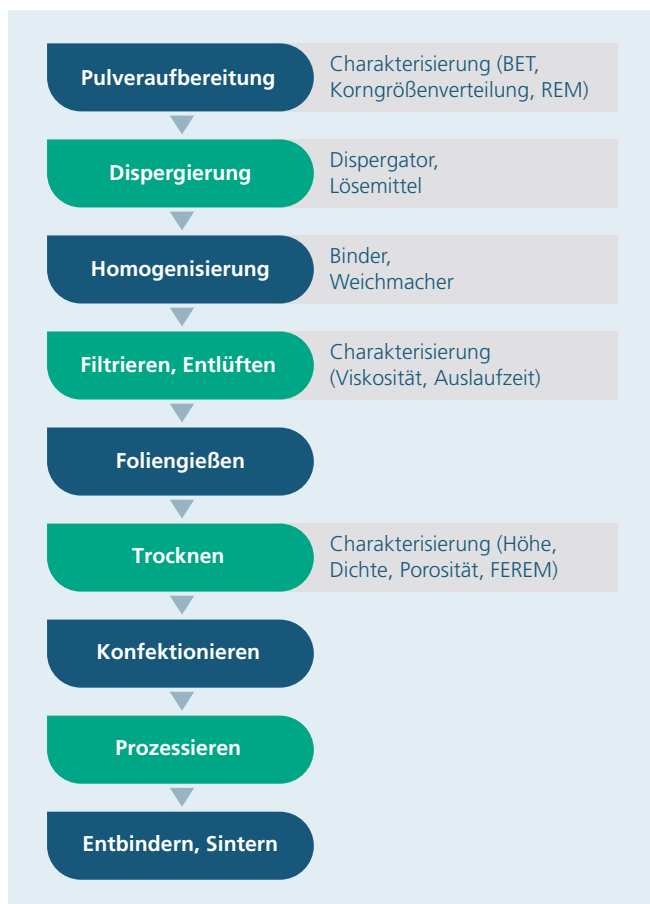 Pulveraufbereitung
Charakterisierung (BET,
Korngrößenverteilung, REM)
Dispergierung
Dispergator,
Lösemittel
Homogenisierung
Binder,
Weichmacher
Filtrieren, Entlüften
Charakterisierung
(Viskosität, Auslaufzeit)
Foliengießen
Trocknen
Charakterisierung (Höhe,
Dichte, Porosität, FEREM)
Konfektionieren
Prozessieren
Entbindern, Sintern